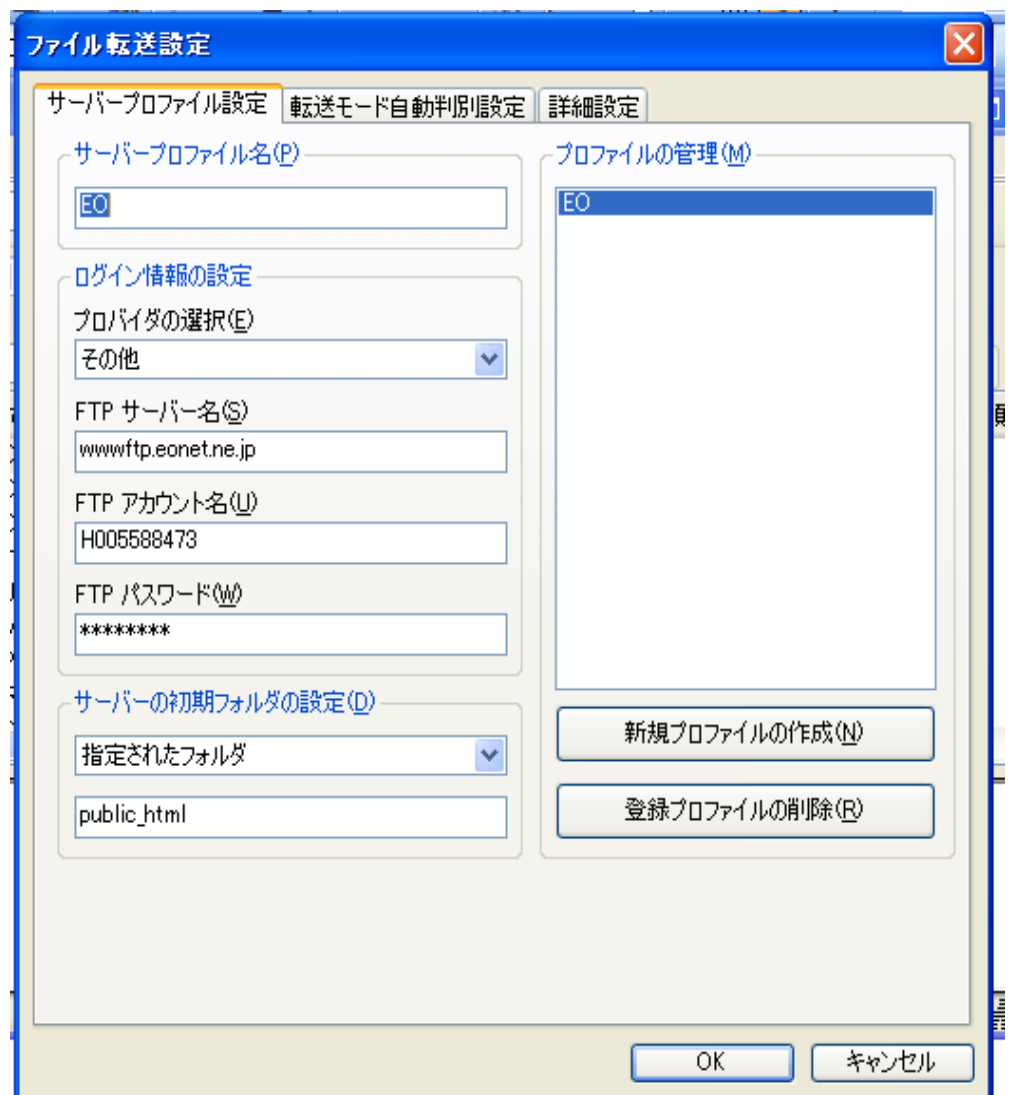 ファイル転送設定
サーバープロファイル設定
転送モード自動判別設定
詳細設定
サーバープロファイル名(P)
EO
ログイン情報の設定
プロバイダの選択(E)
その他
FTP サーバー名(S)
wwwftp.eonet.ne.jp
FTP アカウント名(U)
H005588473
FTP パスワード(W)
********
サーバーの初期フォルダの設定(D)
指定されたフォルダ
public_html
プロファイルの管理(M)
EO
新規プロファイルの作成(N)
登録プロファイルの削除(R)
OK
キャンセル